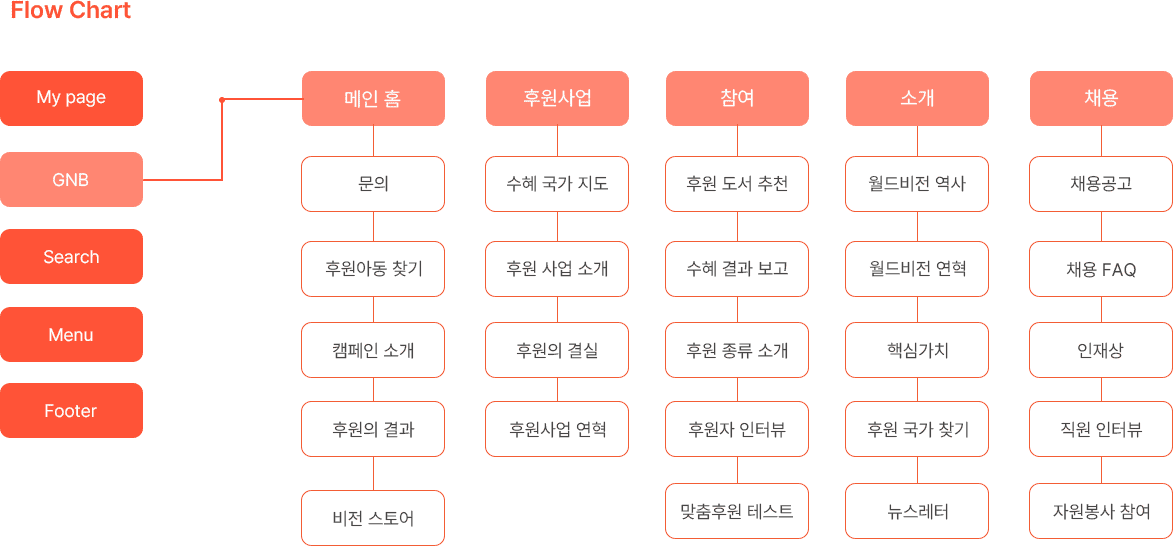 Flow Chart
My page
GNB
Search
Menu
Footer
메인 홈
문의
후원아동 찾기
캠페인 소개
후원의 결과
비전 스토어
후원사업
수혜 국가 지도
후원 사업 소개
후원의 결실
후원사업 연혁
참여
후원 도서 추천
수혜 결과 보고
후원 종류 소개
후원자 인터뷰
맞춤후원 테스트
소개
월드비전 역사
월드비전 연혁
핵심가치
후원 국가 찾기
뉴스레터
채용
채용공고
채용 FAQ
인재상
직원 인터뷰
자원봉사 참여